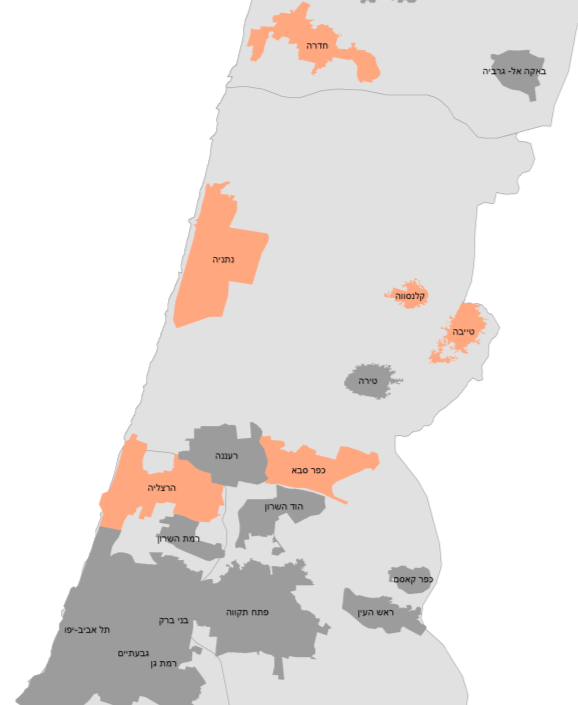 חדרה
באקה אל- גרביה
נתניה
קלנסווה
טייבה
טירה
רעננה
כפר סבא
הרצליה
הוד השרון
רמת השרון
כפר קאסם
ראש העין
פתח תקווה
בני ברק
תל אביב-יפו
גבעתיים
רמת גן